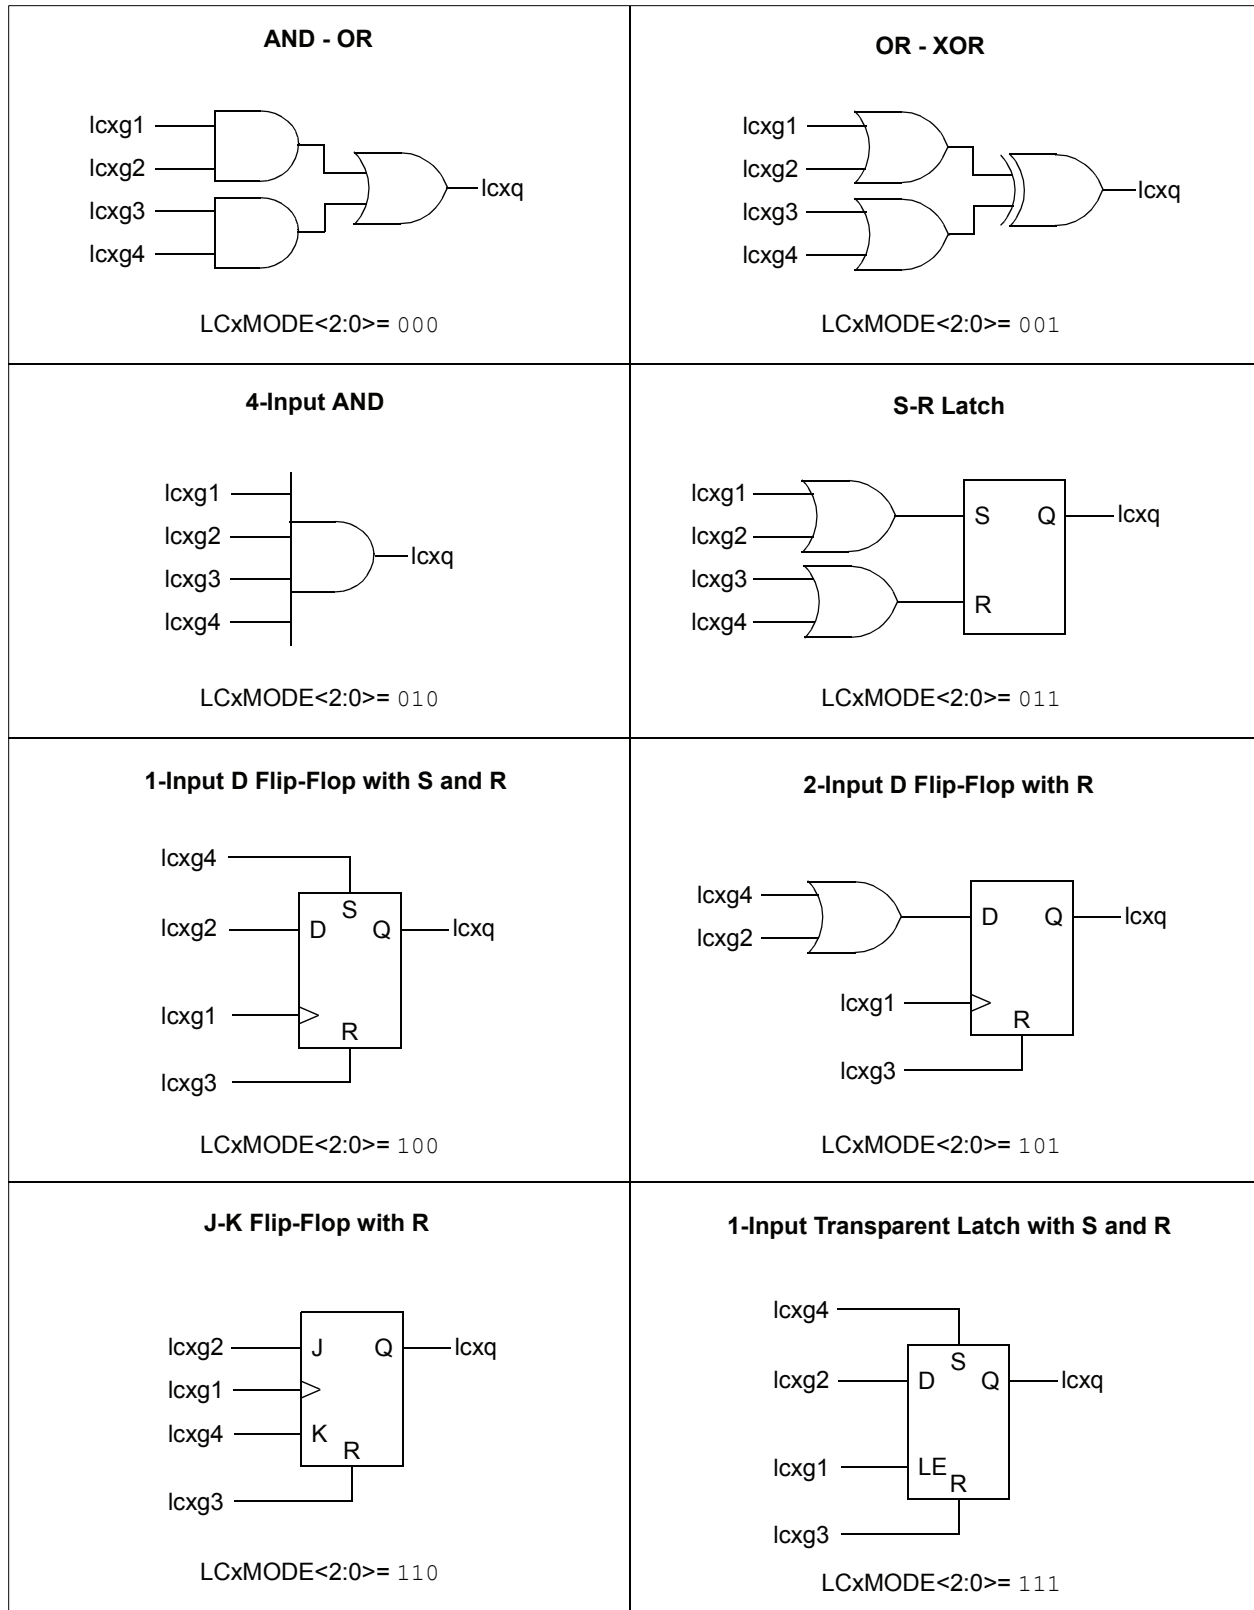 AND - OR
lcxg1
lcxg2
lcxg3
lcxg4
lcxq
LCxMODE<2:0>= 000
OR - XOR
lcxg1
lcxg2
lcxg3
lcxg4
lcxq
LCxMODE<2:0>= 001
4-Input AND
lcxg1
lcxg2
lcxg3
lcxg4
lcxq
LCxMODE<2:0>= 010
S-R Latch
lcxg1
lcxg2
lcxg3
lcxg4
S
Q
lcxq
R
LCxMODE<2:0>= 011
1-Input D Flip-Flop with S and R
lcxg4
S
lcxg2
D
Q
lcxq
lcxg1
R
lcxg3
LCxMODE<2:0>= 100
2-Input D Flip-Flop with R
lcxg4
lcxg2
D
Q
lcxq
lcxg1
R
lcxg3
LCxMODE<2:0>= 101
J-K Flip-Flop with R
lcxg2
J
Q
lcxq
lcxg1
lcxg4
K
R
lcxg3
LCxMODE<2:0>= 110
1-Input Transparent Latch with S and R
lcxg4
S
lcxg2
D
Q
lcxq
lcxg1
LE
R
lcxg3
LCxMODE<2:0>= 111